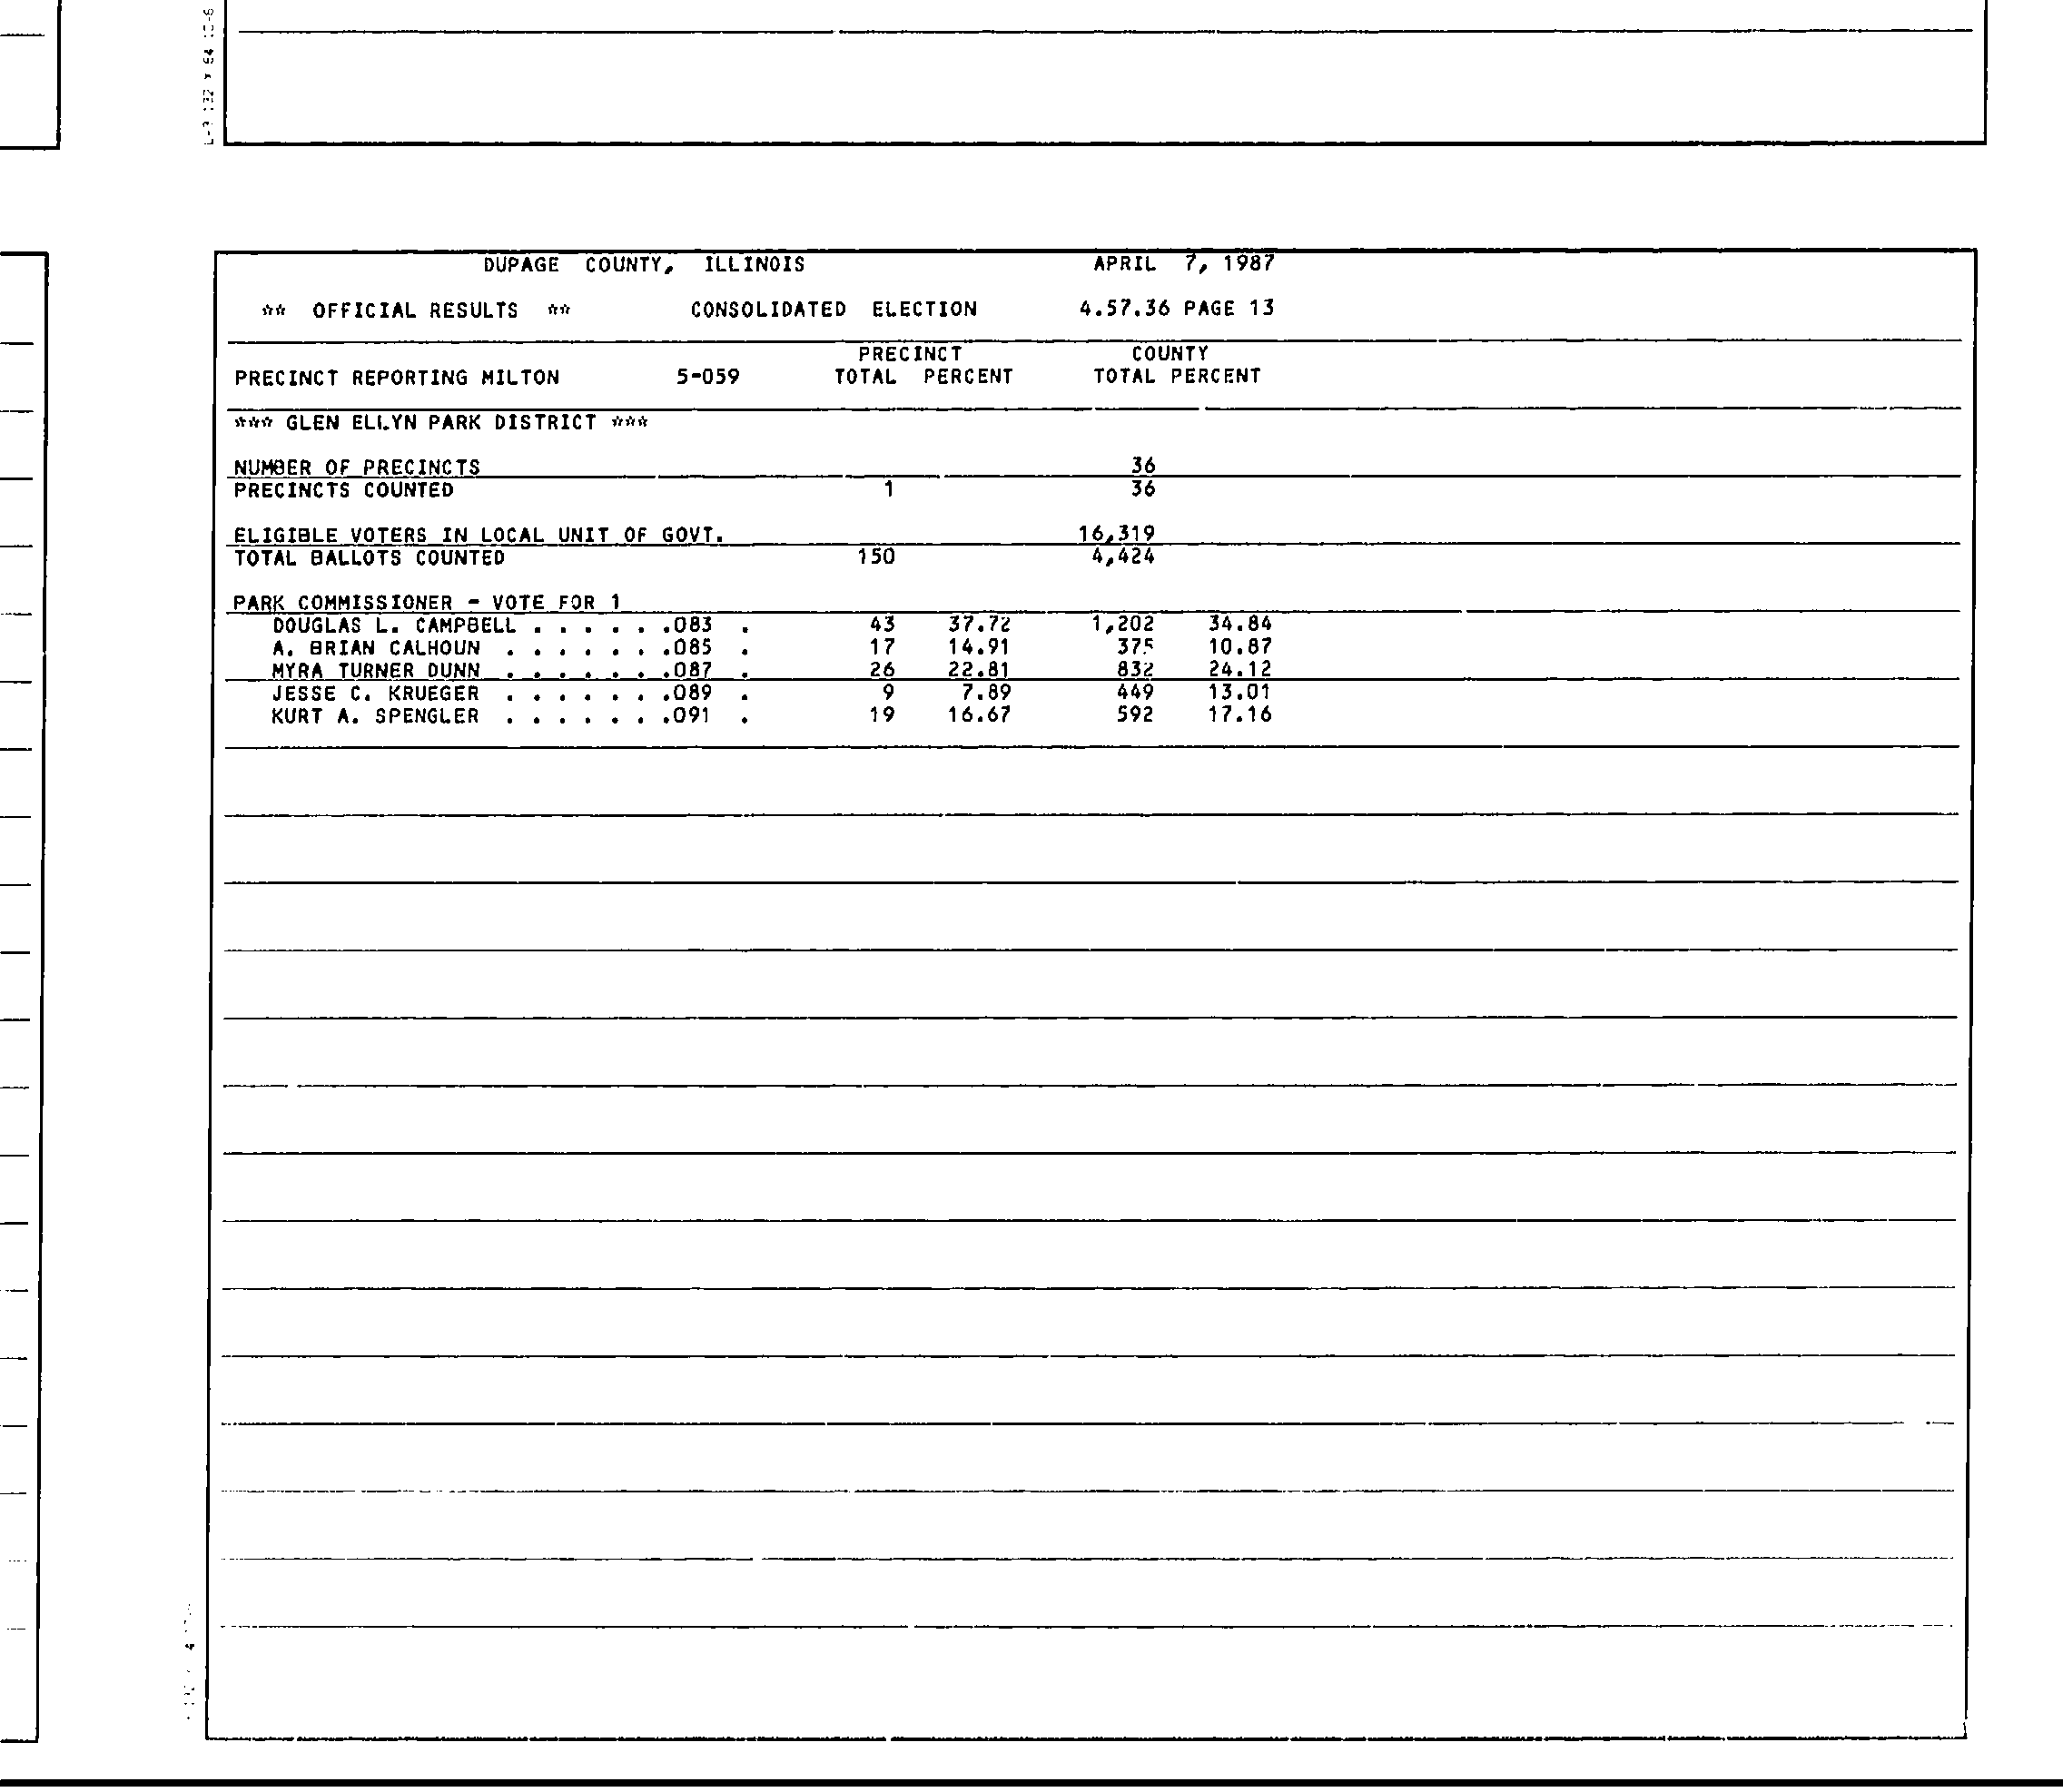 DUPAGE COUNTY, ILLINOIS APRIL 7, 1987
** OFFICIAL RESULTS ** CONSOLIDATED ELECTION 4.57.36 PAGE 13
PRECINCT COUNTY
PRECINCT REPORTING MILTON 5-059 TOTAL PERCENT TOTAL PERCENT
*** GLEN ELLYN PARK DISTRICT ***
NUMBER OF PRECINCTS 36
PRECINCTS COUNTED 1 36
ELIGIBLE VOTERS IN LOCAL UNIT OF GOVT. 16,319
TOTAL BALLOTS COUNTED 150 4,424
PARK COMMISSIONER - VOTE FOR 1
DOUGLAS L. CAMPBELL . . . . . .083 . 43 37.72 1,202 34.84
A. BRIAN CALHOUN . . . . . . .085 . 17 14.91 375 10.87
MYRA TURNER DUNN . . . . . . .087 . 26 22.81 832 24.12
JESSE C. KRUEGER . . . . . . .089 . 9 7.89 449 13.01
KURT A. SPENGLER . . . . . . .091 . 19 16.67 592 17.16